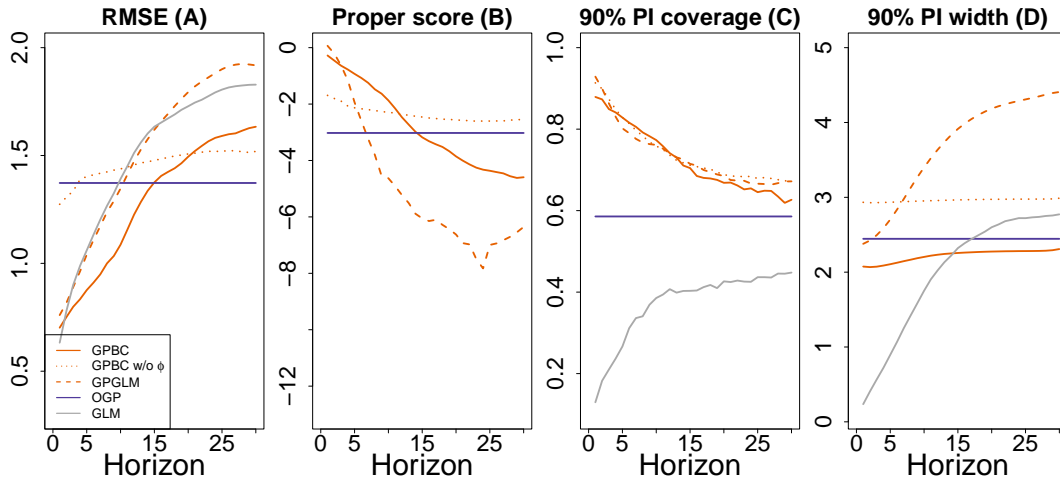 RMSE (A)
Proper score (B)
90% PI coverage (C)
90% PI width (D)
2.0
1.5
1.0
0.5
GPBC
GPBC w/o ϕ
GPGLM
OGP
GLM
0 5 15 25
Horizon
0
−2
−4
−6
−8
−12
0 5 15 25
Horizon
1.0
0.8
0.6
0.4
0.2
0 5 15 25
Horizon
5
4
3
2
1
0
0 5 15 25
Horizon